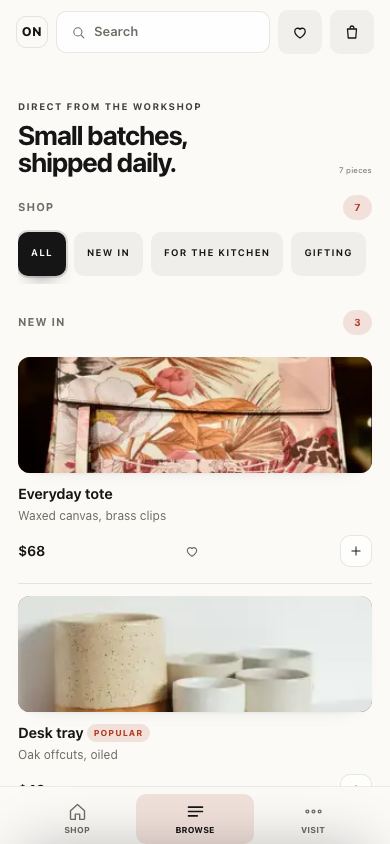 ON
Search
DIRECT FROM THE WORKSHOP
Small batches,
shipped daily.
7 pieces
SHOP
7
ALL
NEW IN
FOR THE KITCHEN
GIFTING
NEW IN
3
Everyday tote
Waxed canvas, brass clips
$68
Desk tray
POPULAR
Oak offcuts, oiled
SHOP
BROWSE
VISIT